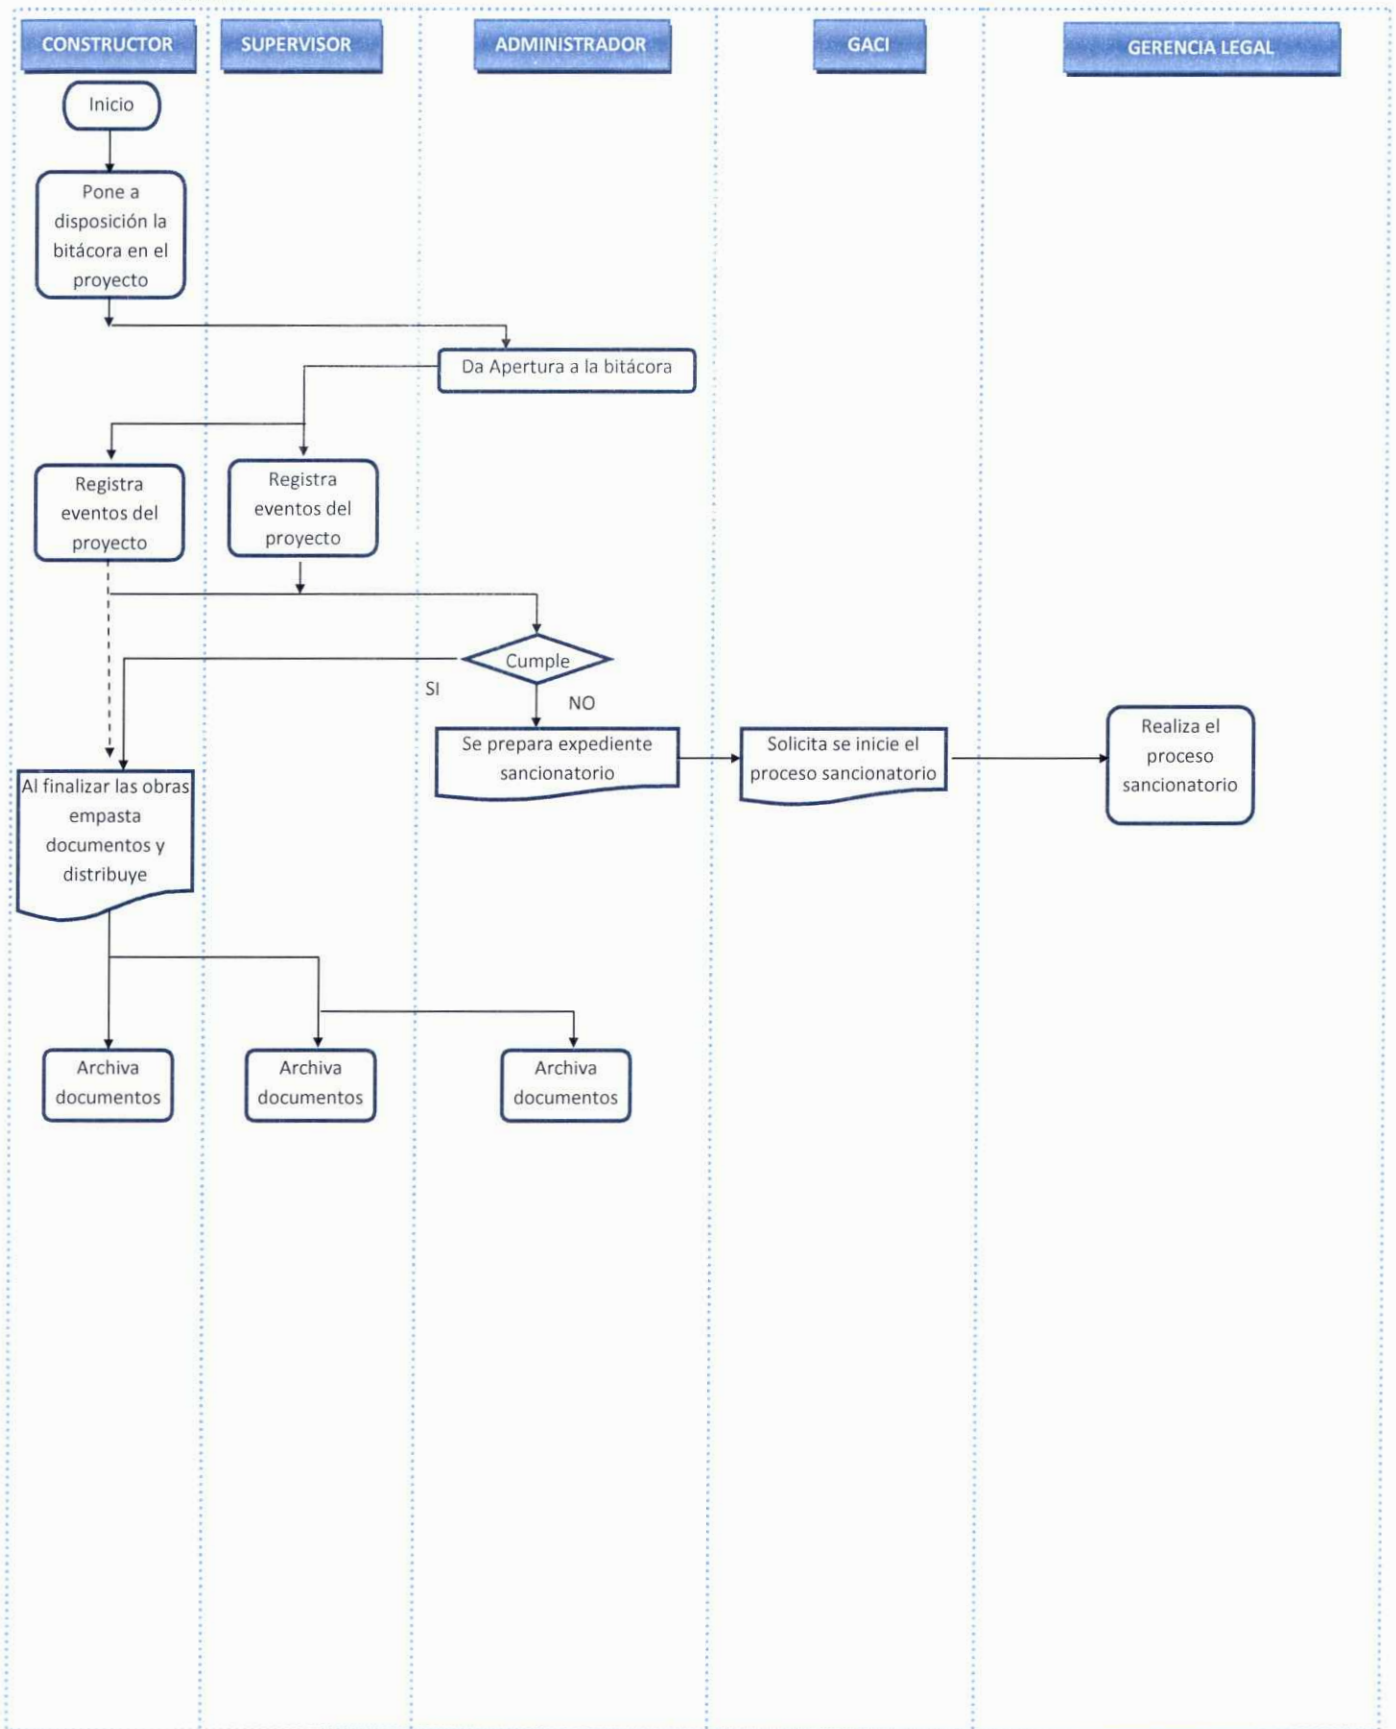 CONSTRUCTOR
SUPERVISOR
ADMINISTRADOR
GACI
GERENCIA LEGAL
Inicio
Pone a
disposición la
bitácora en el
proyecto
Da Apertura a la bitácora
Registra
eventos del
proyecto
Registra
eventos del
proyecto
Cumple
SI
NO
Se prepara expediente
sancionatorio
Solicita se inicie el
proceso sancionatorio
Realiza el
proceso
sancionatorio
Al finalizar las obras
empasta
documentos y
distribuye
Archiva
documentos
Archiva
documentos
Archiva
documentos